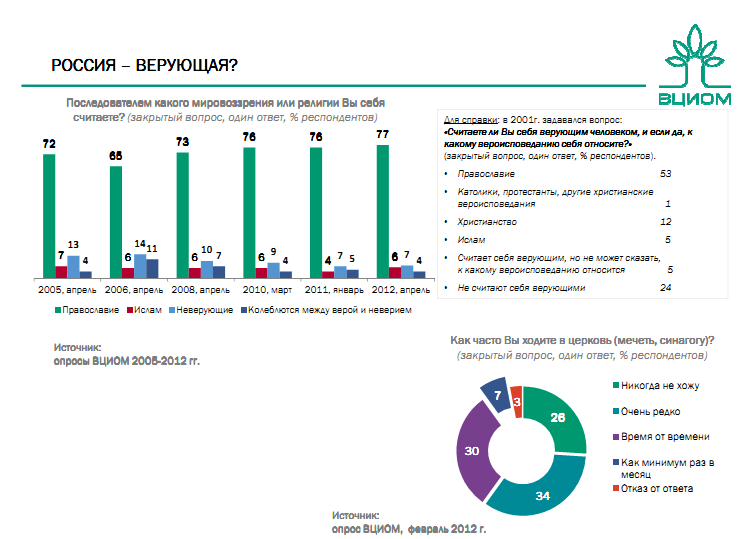 РОССИЯ – ВЕРУЮЩАЯ?
ВЦИОМ
Последователем какого мировоззрения или религии Вы себя
считаете? (закрытый вопрос, один ответ, % респондентов)
72 7 13 4
65 6 14 11
73 6 10 7
76 6 9 4
76 4 7 5
77 6 7 4
2005, апрель 2006, апрель 2008, апрель 2010, март 2011, январь 2012, апрель
Православие Ислам Неверующие Колеблются между верой и неверием
Источник:
опросы ВЦИОМ 2005-2012 гг.
Для справки: в 2001г. задавался вопрос:
«Считаете ли Вы себя верующим человеком, и если да, к
какому вероисповеданию себя относите?»
(закрытый вопрос, один ответ, % респондентов).
• Православие 53
• Католики, протестанты, другие христианские
вероисповедания 1
• Христианство 12
• Ислам 5
• Считает себя верующим, но не может сказать,
к какому вероисповеданию относится 5
• Не считают себя верующими 24
Как часто Вы ходите в церковь (мечеть, синагогу)?
(закрытый вопрос, один ответ, % респондентов)
7
3
26
30
34
Никогда не хожу
Очень редко
Время от времени
Как минимум раз в
месяц
Отказ от ответа
Источник:
опрос ВЦИОМ, февраль 2012 г.